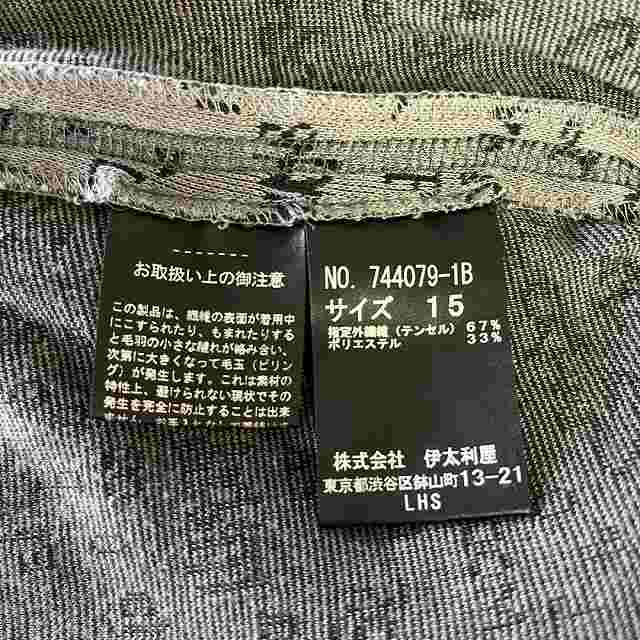 お取扱い上の御注意
この製品は、繊維の表面が着用中
にこすられたり、もまれたりする
と毛羽の小さな縺れが絡み合い、
次第に大きくなって毛玉（ピリン
グ）が発生します。これは素材の
特性上、避けられない現状でその
発生を完全に防止することは出来
NO. 744079-1B
サイズ 15
指定外繊維（テンセル） 67%
ポリエステル 33%
株式会社 伊太利屋
東京都渋谷区鉢山町13-21
LHS